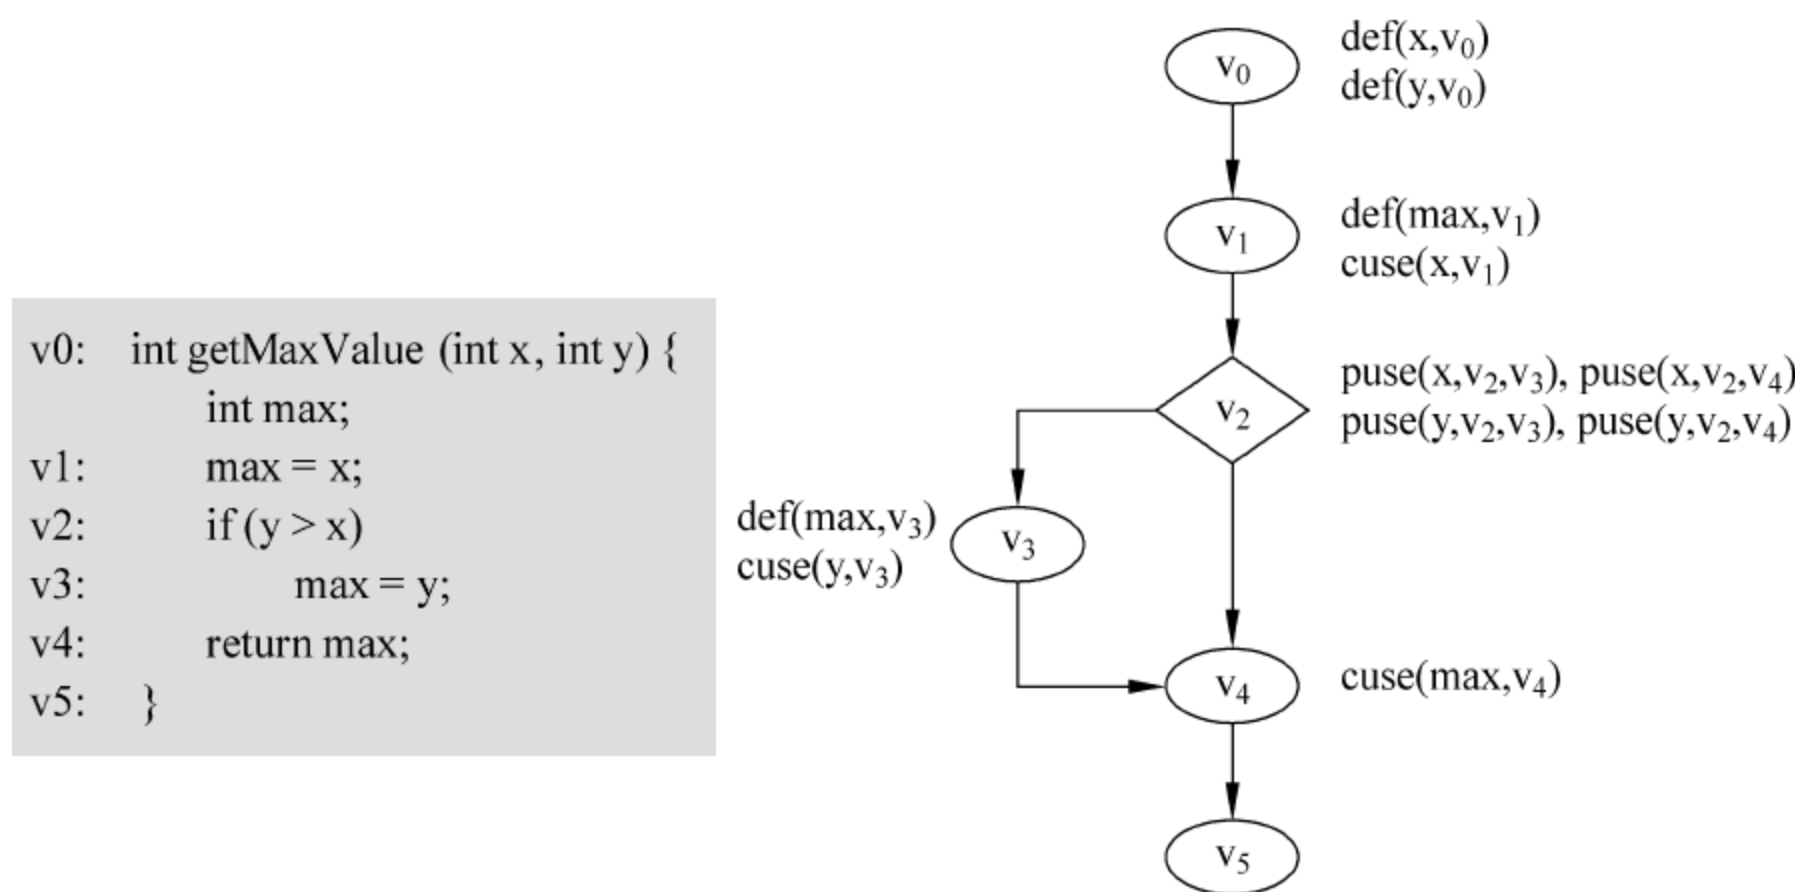 v0: int getMaxValue (int x, int y) {
int max;
v1: max = x;
v2: if (y > x)
v3: max = y;
v4: return max;
v5: }
v₀
def(x,v₀)
def(y,v₀)
v₁
def(max,v₁)
cuse(x,v₁)
v₂
puse(x,v₂,v₃), puse(x,v₂,v₄)
puse(y,v₂,v₃), puse(y,v₂,v₄)
def(max,v₃)
cuse(y,v₃)
v₃
v₄
cuse(max,v₄)
v₅